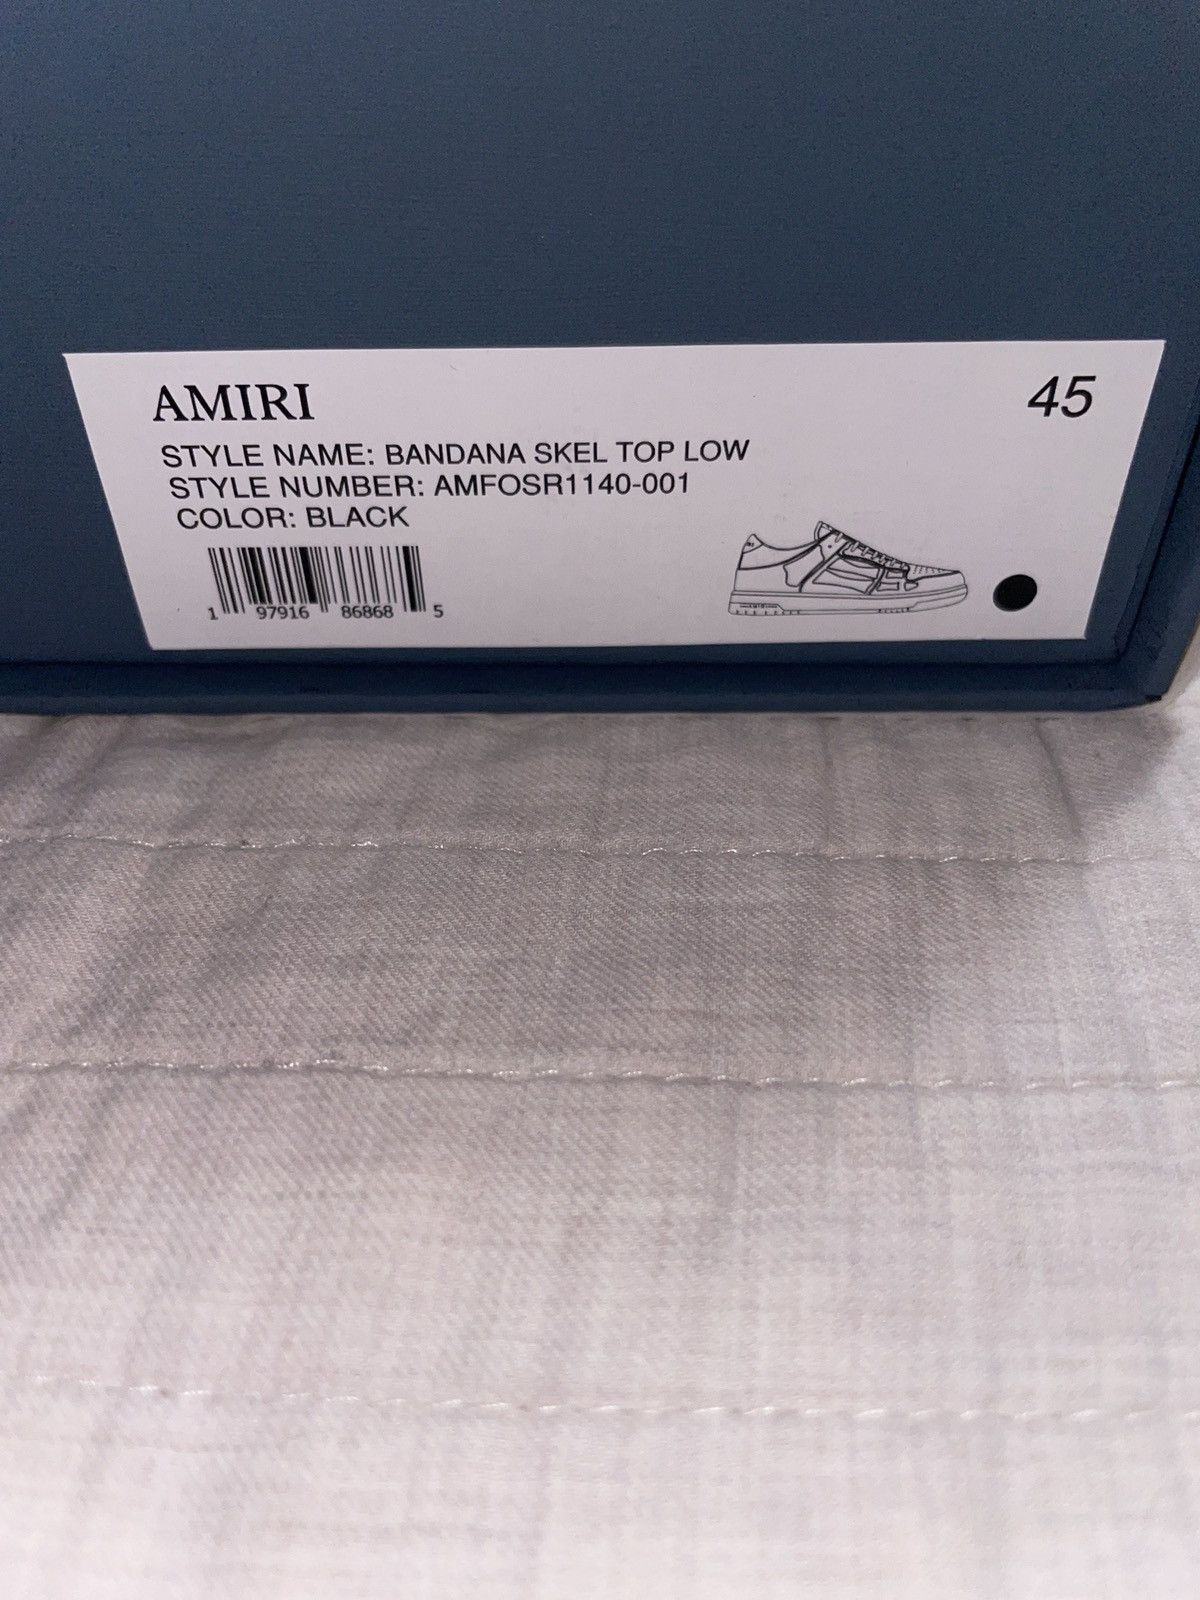 AMIRI
45
STYLE NAME: BANDANA SKEL TOP LOW
STYLE NUMBER: AMFOSR1140-001
COLOR: BLACK
1 97916 86868 5